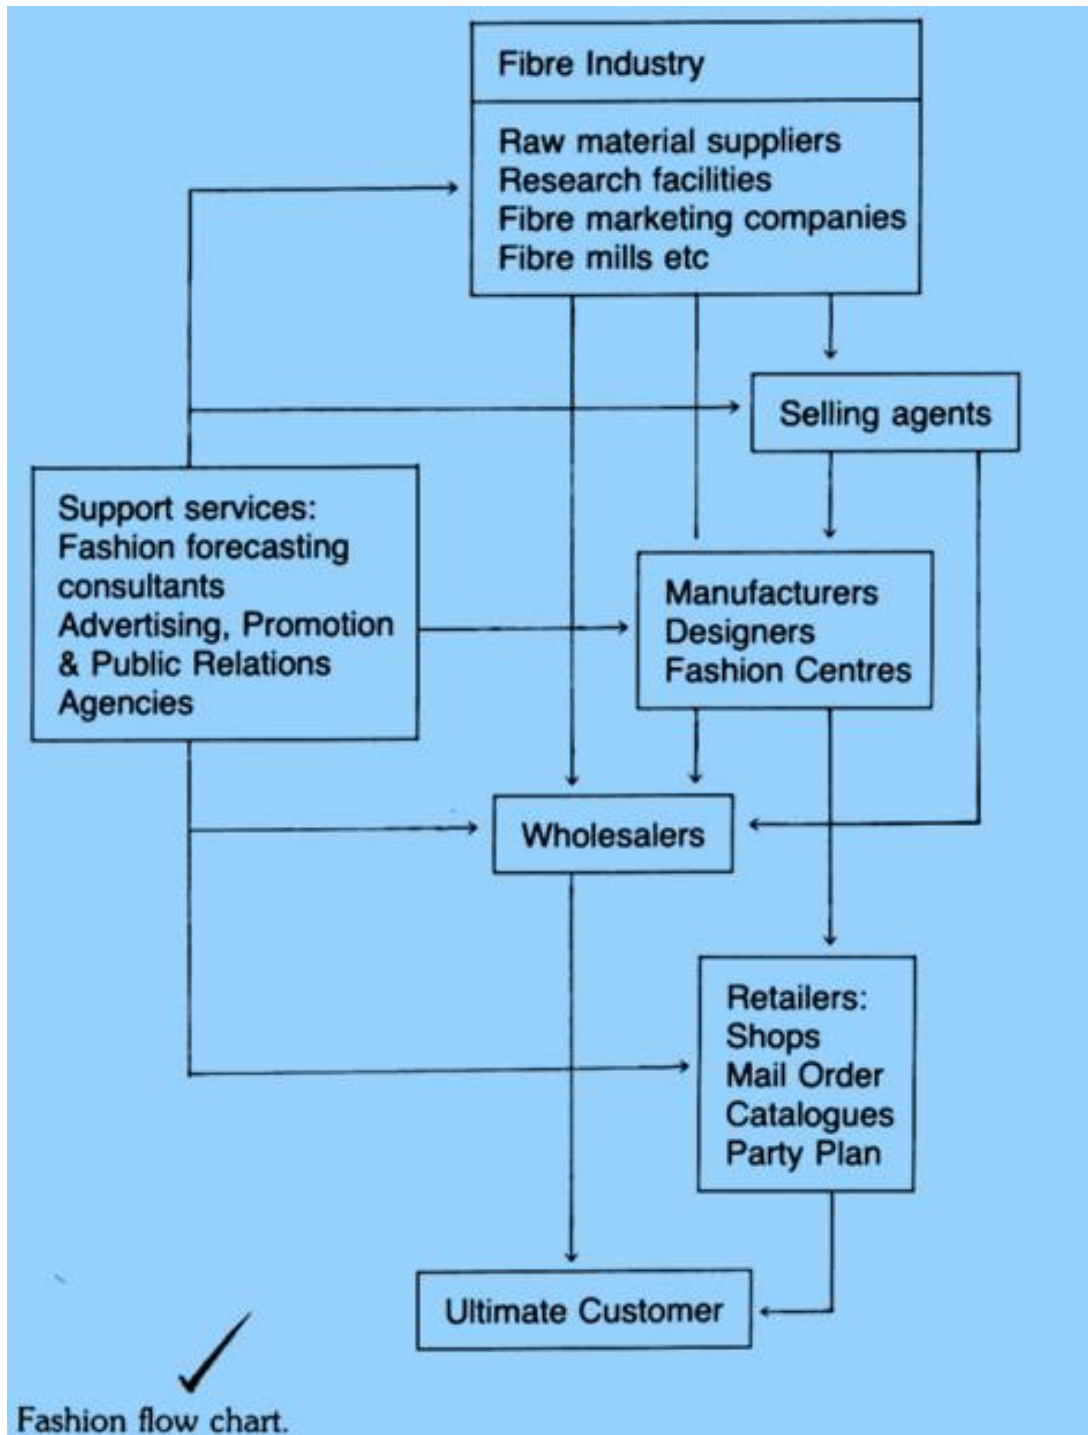 Fibre Industry
Raw material suppliers
Research facilities
Fibre marketing companies
Fibre mills etc
Selling agents
Support services:
Fashion forecasting
consultants
Advertising, Promotion
& Public Relations
Agencies
Manufacturers
Designers
Fashion Centres
Wholesalers
Retailers:
Shops
Mail Order
Catalogues
Party Plan
Ultimate Customer
Fashion flow chart.